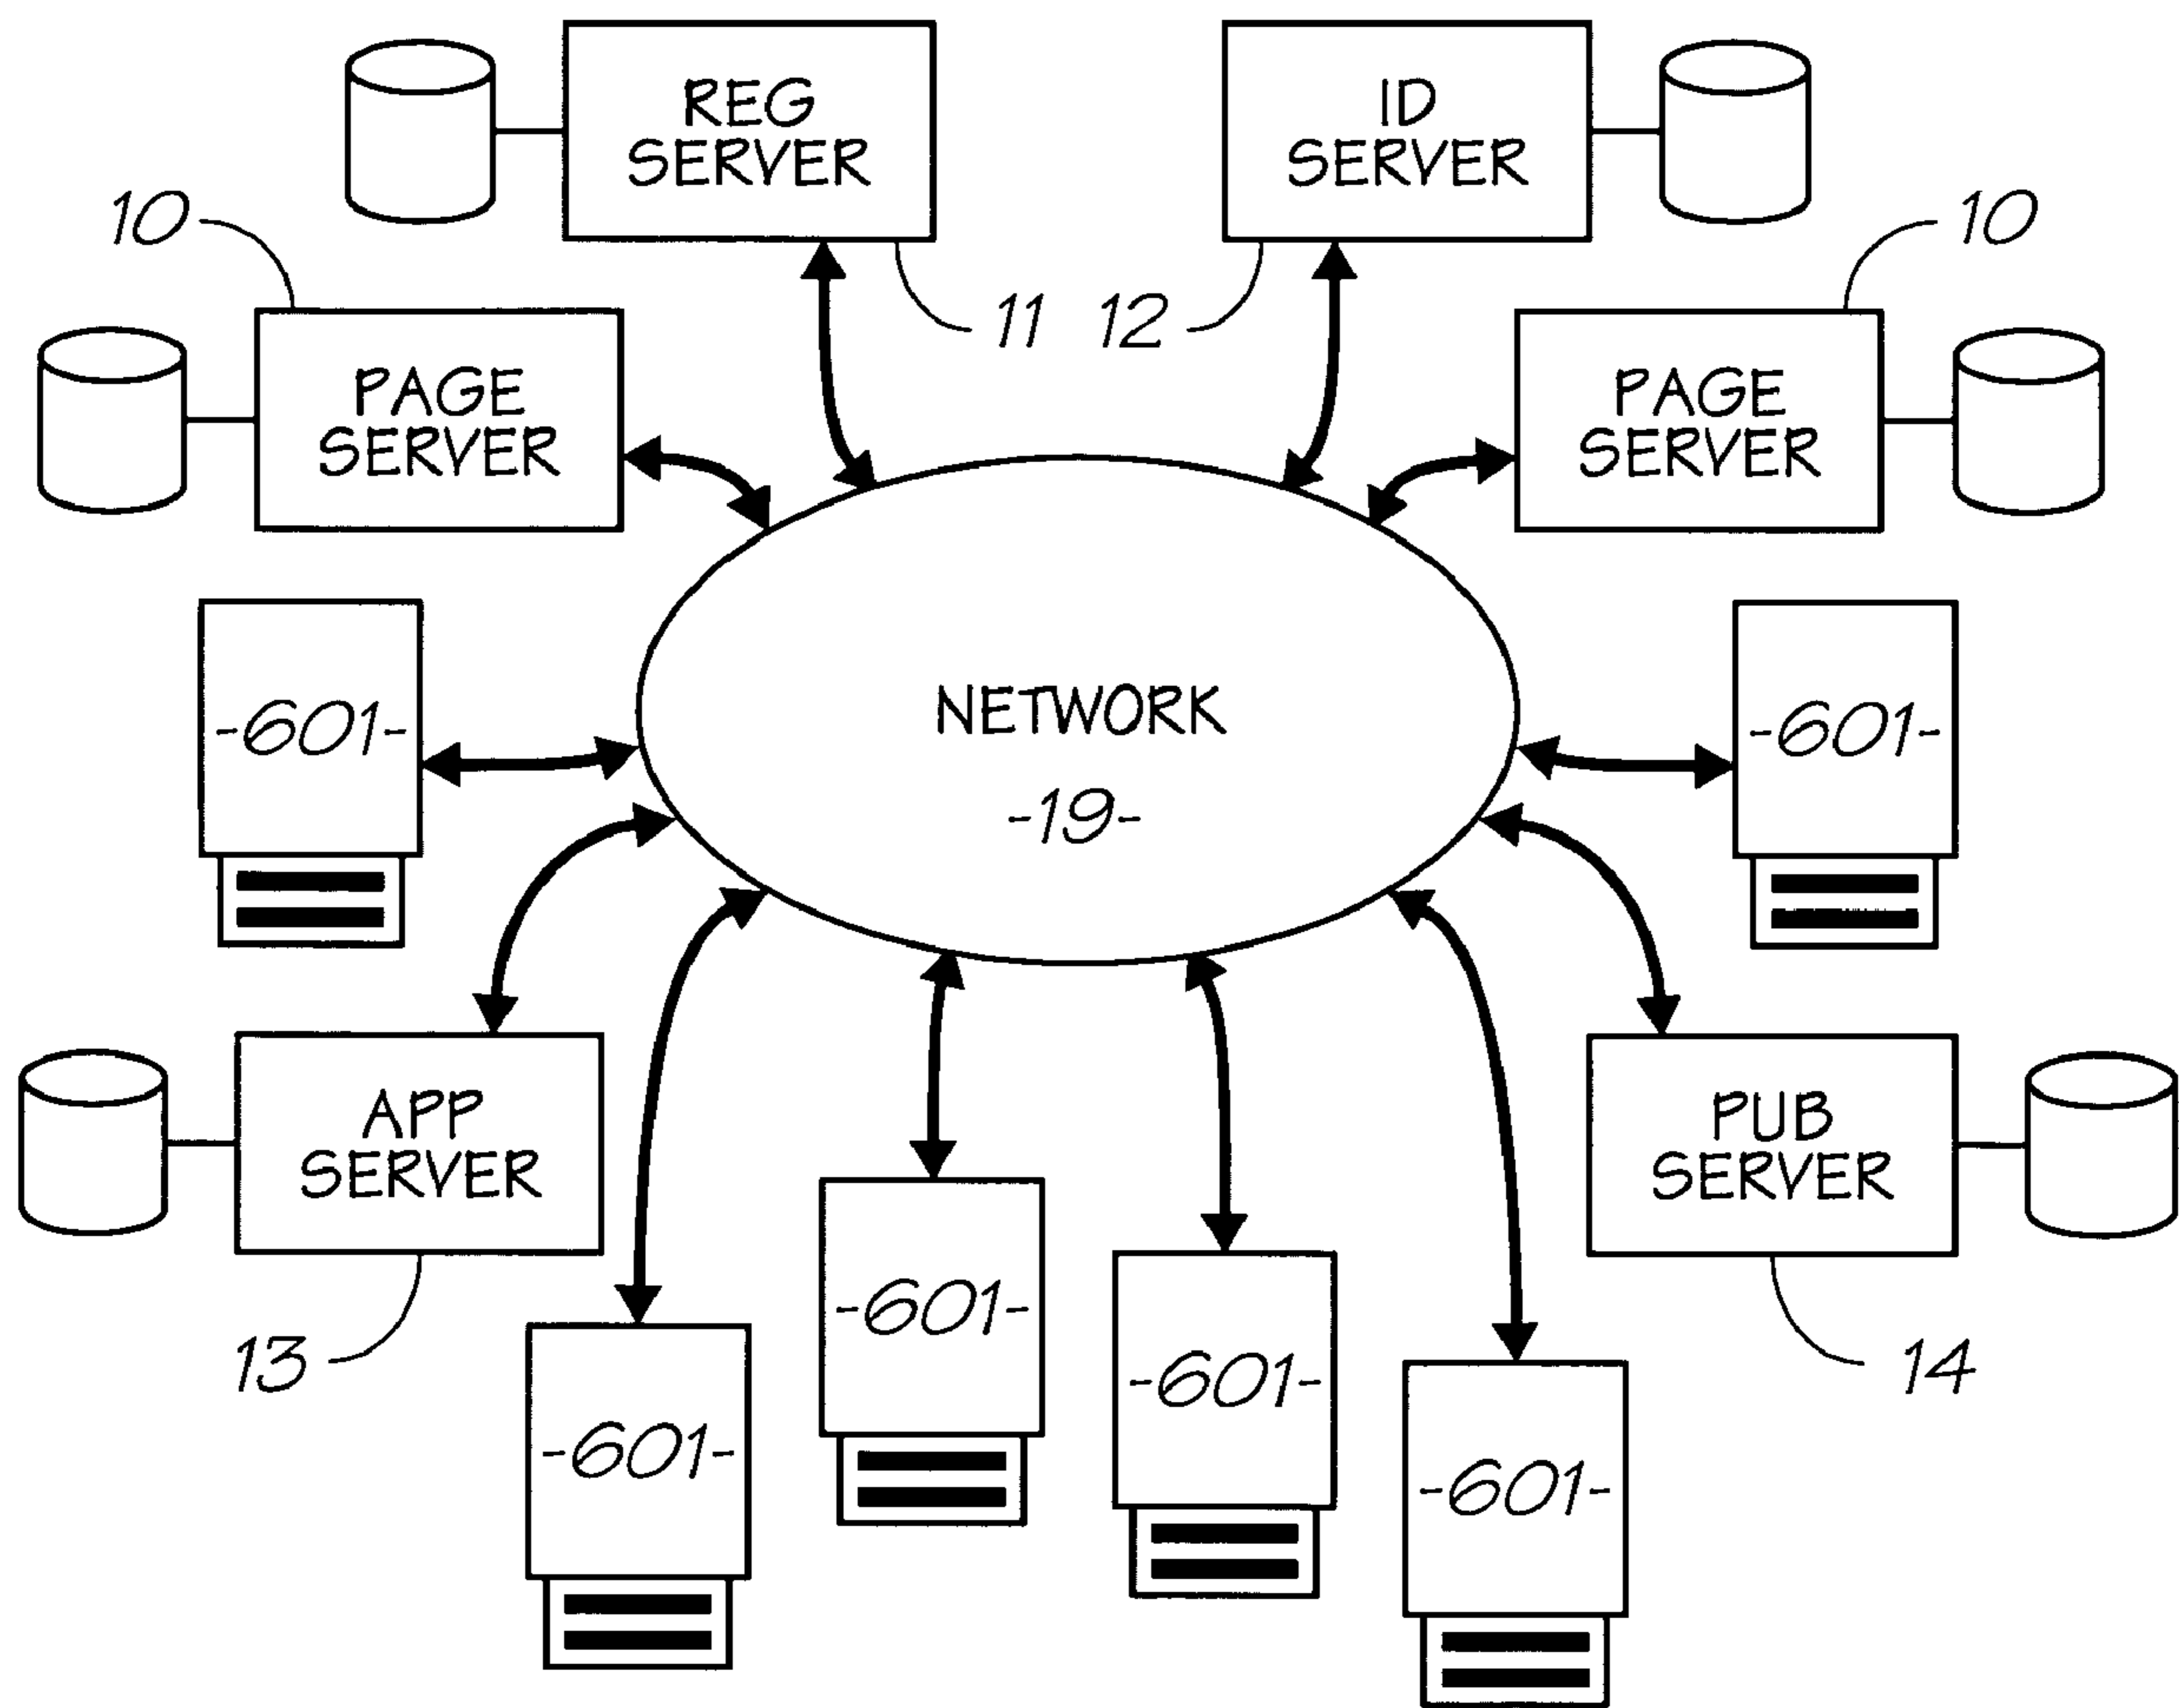 REG
SERVER
ID
SERVER
10
10
11
12
PAGE
SERVER
PAGE
SERVER
-601-
NETWORK
-19-
-601-
APP
SERVER
PUB
SERVER
13
14
-601-
-601-
-601-
-601-